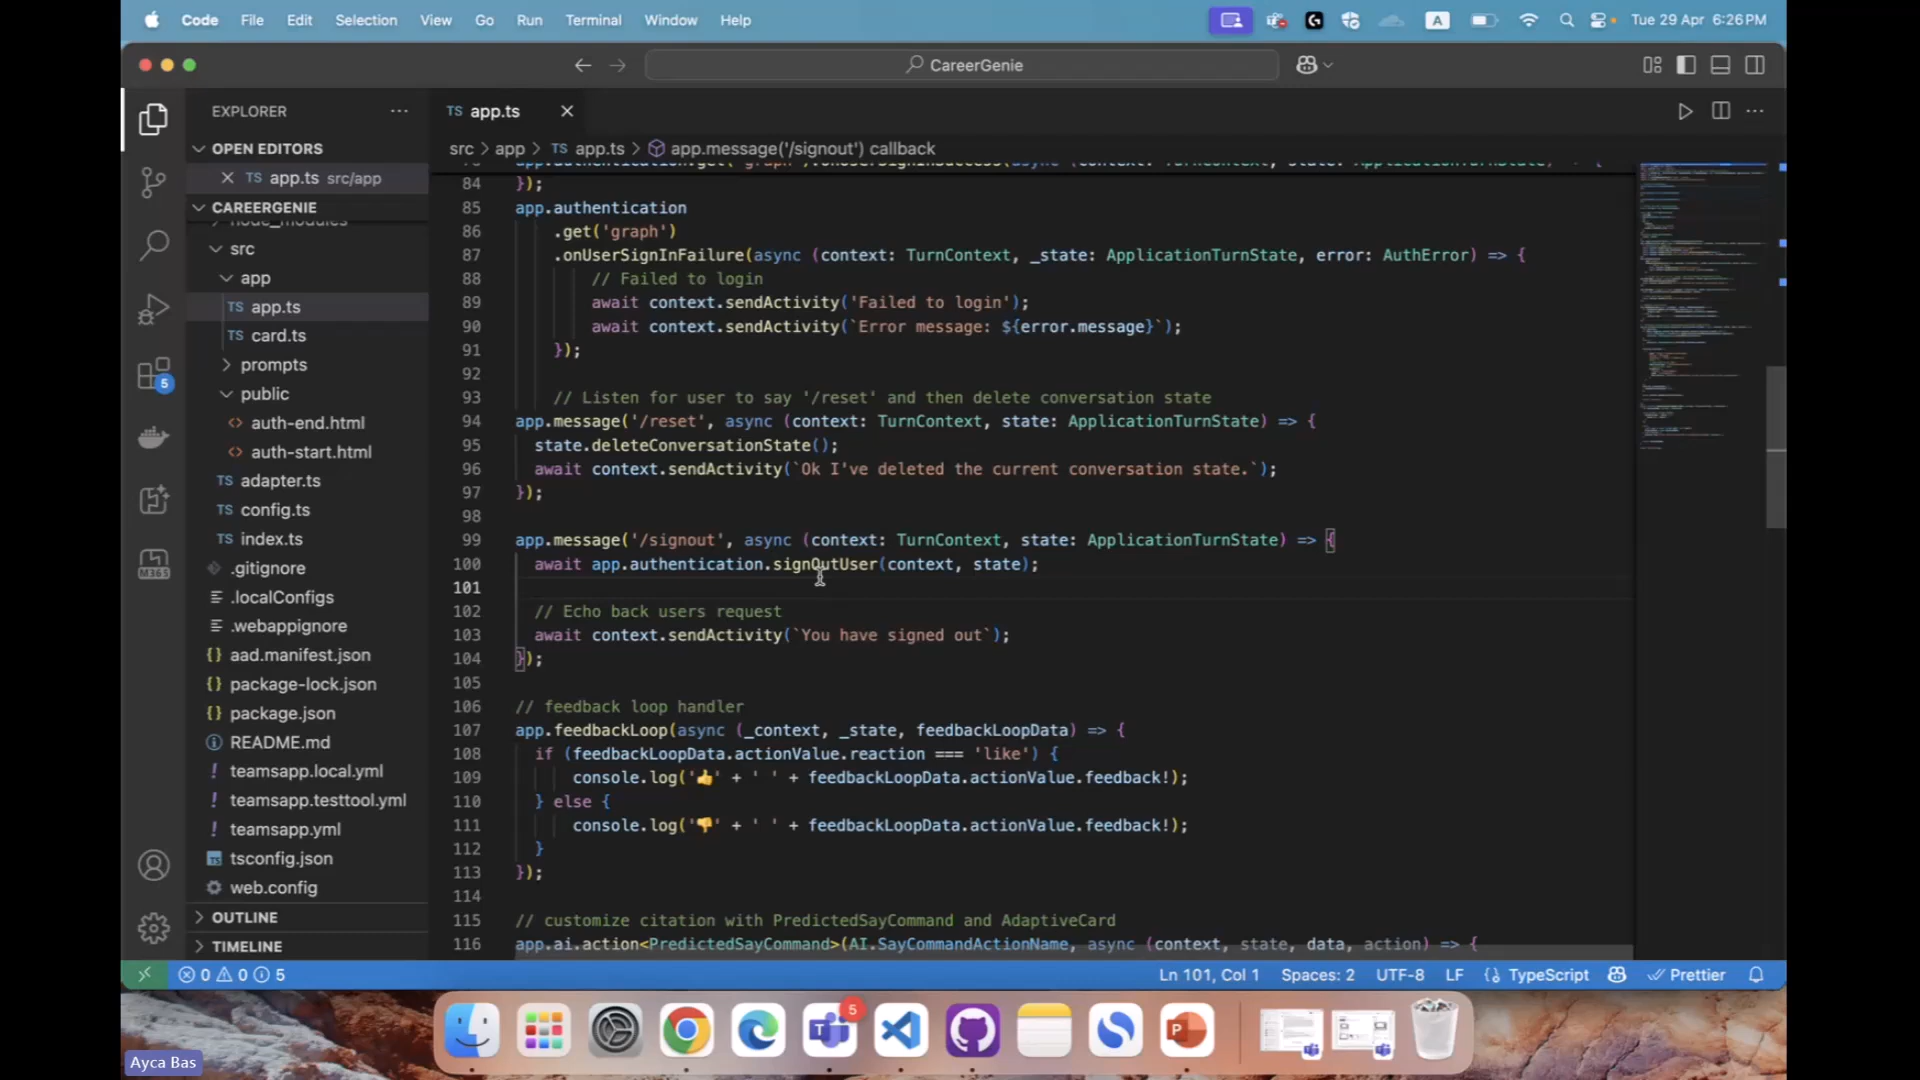 Code File Edit Selection View Go Run Terminal Window Help
A Tue 29 Apr 6:26 PM
CareerGenie
EXPLORER
OPEN EDITORS
TS app.ts src/app
CAREERGENIE
node_modules
src
app
TS app.ts
TS card.ts
prompts
public
<> auth-end.html
<> auth-start.html
TS adapter.ts
TS config.ts
TS index.ts
.gitignore
.localConfigs
.webappignore
{} aad.manifest.json
{} package-lock.json
{} package.json
README.md
! teamsapp.local.yml
! teamsapp.testtool.yml
! teamsapp.yml
tsconfig.json
web.config
OUTLINE
TIMELINE
5
M365
TS app.ts
src > app > TS app.ts > app.message('/signout') callback
84 });
85 app.authentication
86 .get('graph')
87 .onUserSignInFailure(async (context: TurnContext, _state: ApplicationTurnState, error: AuthError) => {
88 // Failed to login
89 await context.sendActivity('Failed to login');
90 await context.sendActivity(`Error message: ${error.message}`);
91 });
92
93 // Listen for user to say '/reset' and then delete conversation state
94 app.message('/reset', async (context: TurnContext, state: ApplicationTurnState) => {
95 state.deleteConversationState();
96 await context.sendActivity(`Ok I've deleted the current conversation state.`);
97 });
98
99 app.message('/signout', async (context: TurnContext, state: ApplicationTurnState) => {
100 await app.authentication.signOutUser(context, state);
101
102 // Echo back users request
103 await context.sendActivity(`You have signed out`);
104 });
105
106 // feedback loop handler
107 app.feedbackLoop(async (_context, _state, feedbackLoopData) => {
108 if (feedbackLoopData.actionValue.reaction === 'like') {
109 console.log('👍' + ' ' + feedbackLoopData.actionValue.feedback!);
110 } else {
111 console.log('👎' + ' ' + feedbackLoopData.actionValue.feedback!);
112 }
113 });
114
115 // customize citation with PredictedSayCommand and AdaptiveCard
116 app.ai.action<PredictedSayCommand>(AI.SayCommandActionName, async (context, state, data, action) => {
0 0 5
Ln 101, Col 1 Spaces: 2 UTF-8 LF {} TypeScript Prettier
5
Ayca Bas